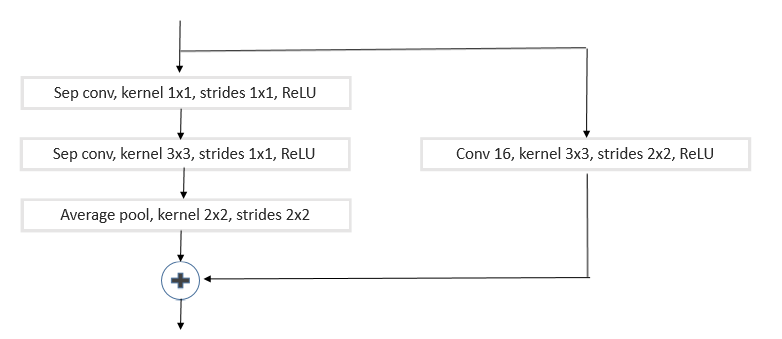 Sep conv, kernel 1x1, strides 1x1, ReLU
Sep conv, kernel 3x3, strides 1x1, ReLU
Conv 16, kernel 3x3, strides 2x2, ReLU
Average pool, kernel 2x2, strides 2x2